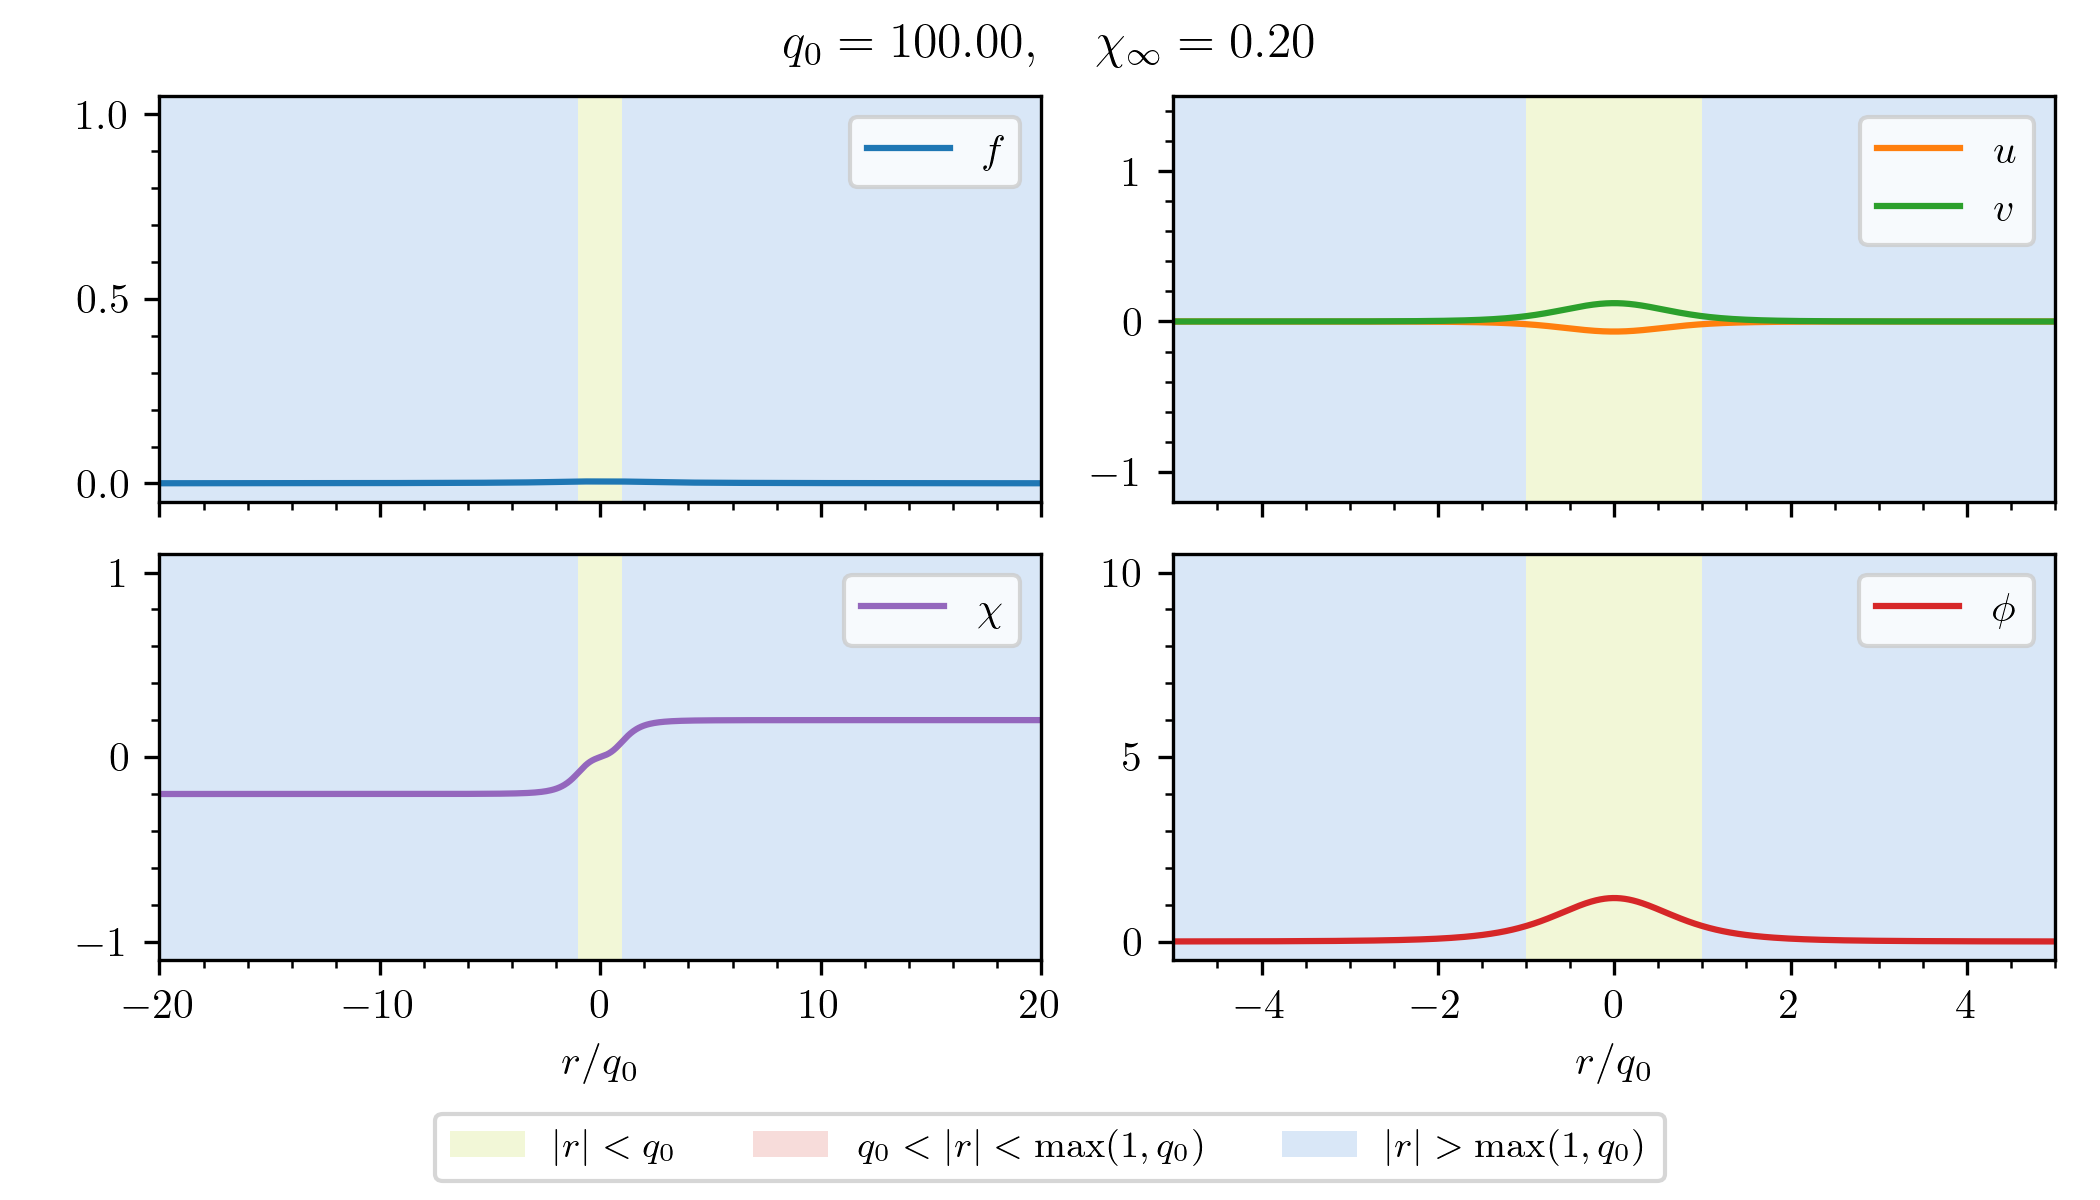 q₀ = 100.00, χ∞ = 0.20
1.0
0.5
0.0
f
1
0
−1
u
v
1
0
−1
χ
−20
−10
0
10
20
r/q₀
10
5
0
ϕ
−4
−2
0
2
4
r/q₀
|r| < q₀
q₀ < |r| < max(1, q₀)
|r| > max(1, q₀)